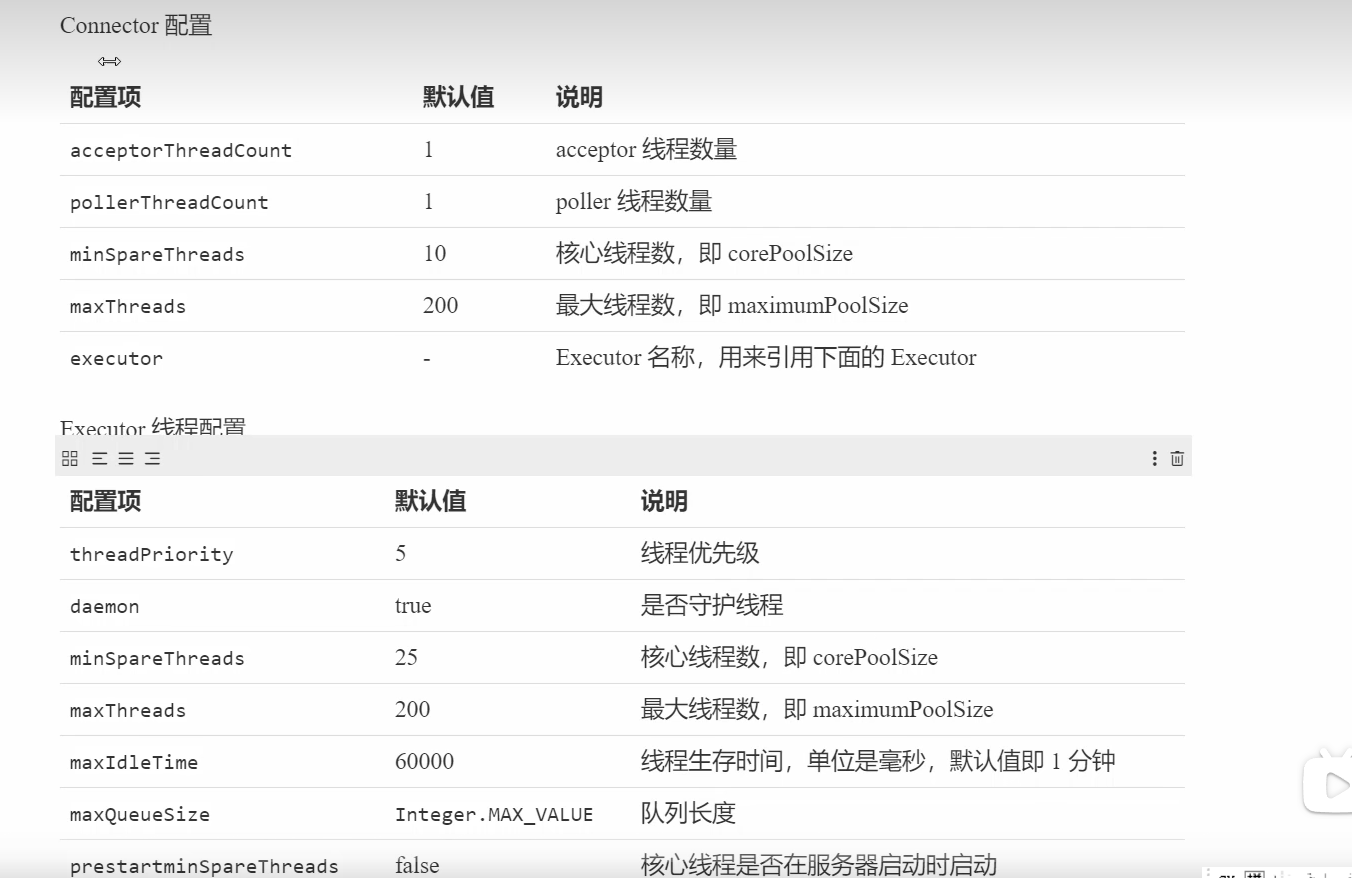 Connector 配置
配置项 默认值 说明
acceptorThreadCount 1 acceptor 线程数量
pollerThreadCount 1 poller 线程数量
minSpareThreads 10 核心线程数，即 corePoolSize
maxThreads 200 最大线程数，即 maximumPoolSize
executor - Executor 名称，用来引用下面的 Executor
Executor 线程配置
配置项 默认值 说明
threadPriority 5 线程优先级
daemon true 是否守护线程
minSpareThreads 25 核心线程数，即 corePoolSize
maxThreads 200 最大线程数，即 maximumPoolSize
maxIdleTime 60000 线程生存时间，单位是毫秒，默认值即 1 分钟
maxQueueSize Integer.MAX_VALUE 队列长度
prestartminSpareThreads false 核心线程是否在服务器启动时启动